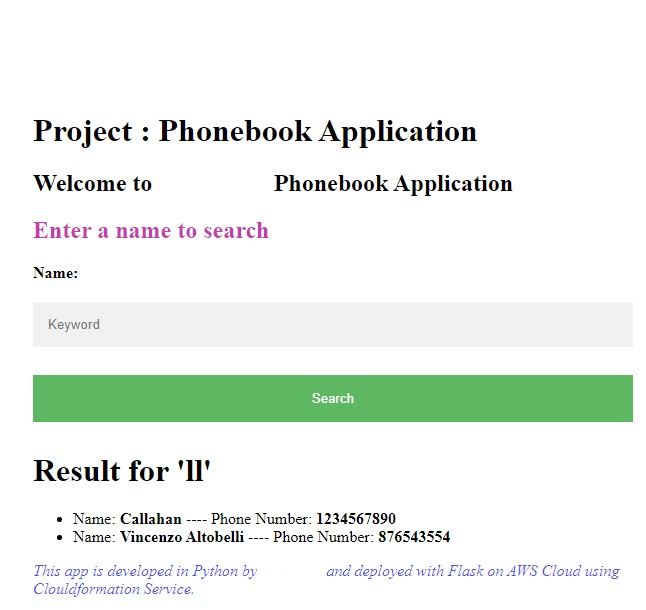 Project : Phonebook Application
Welcome to Phonebook Application
Enter a name to search
Name:
Keyword
Search
Result for 'll'
Name: Callahan ---- Phone Number: 1234567890
Name: Vincenzo Altobelli ---- Phone Number: 876543554
This app is developed in Python by and deployed with Flask on AWS Cloud using
Clouldformation Service.